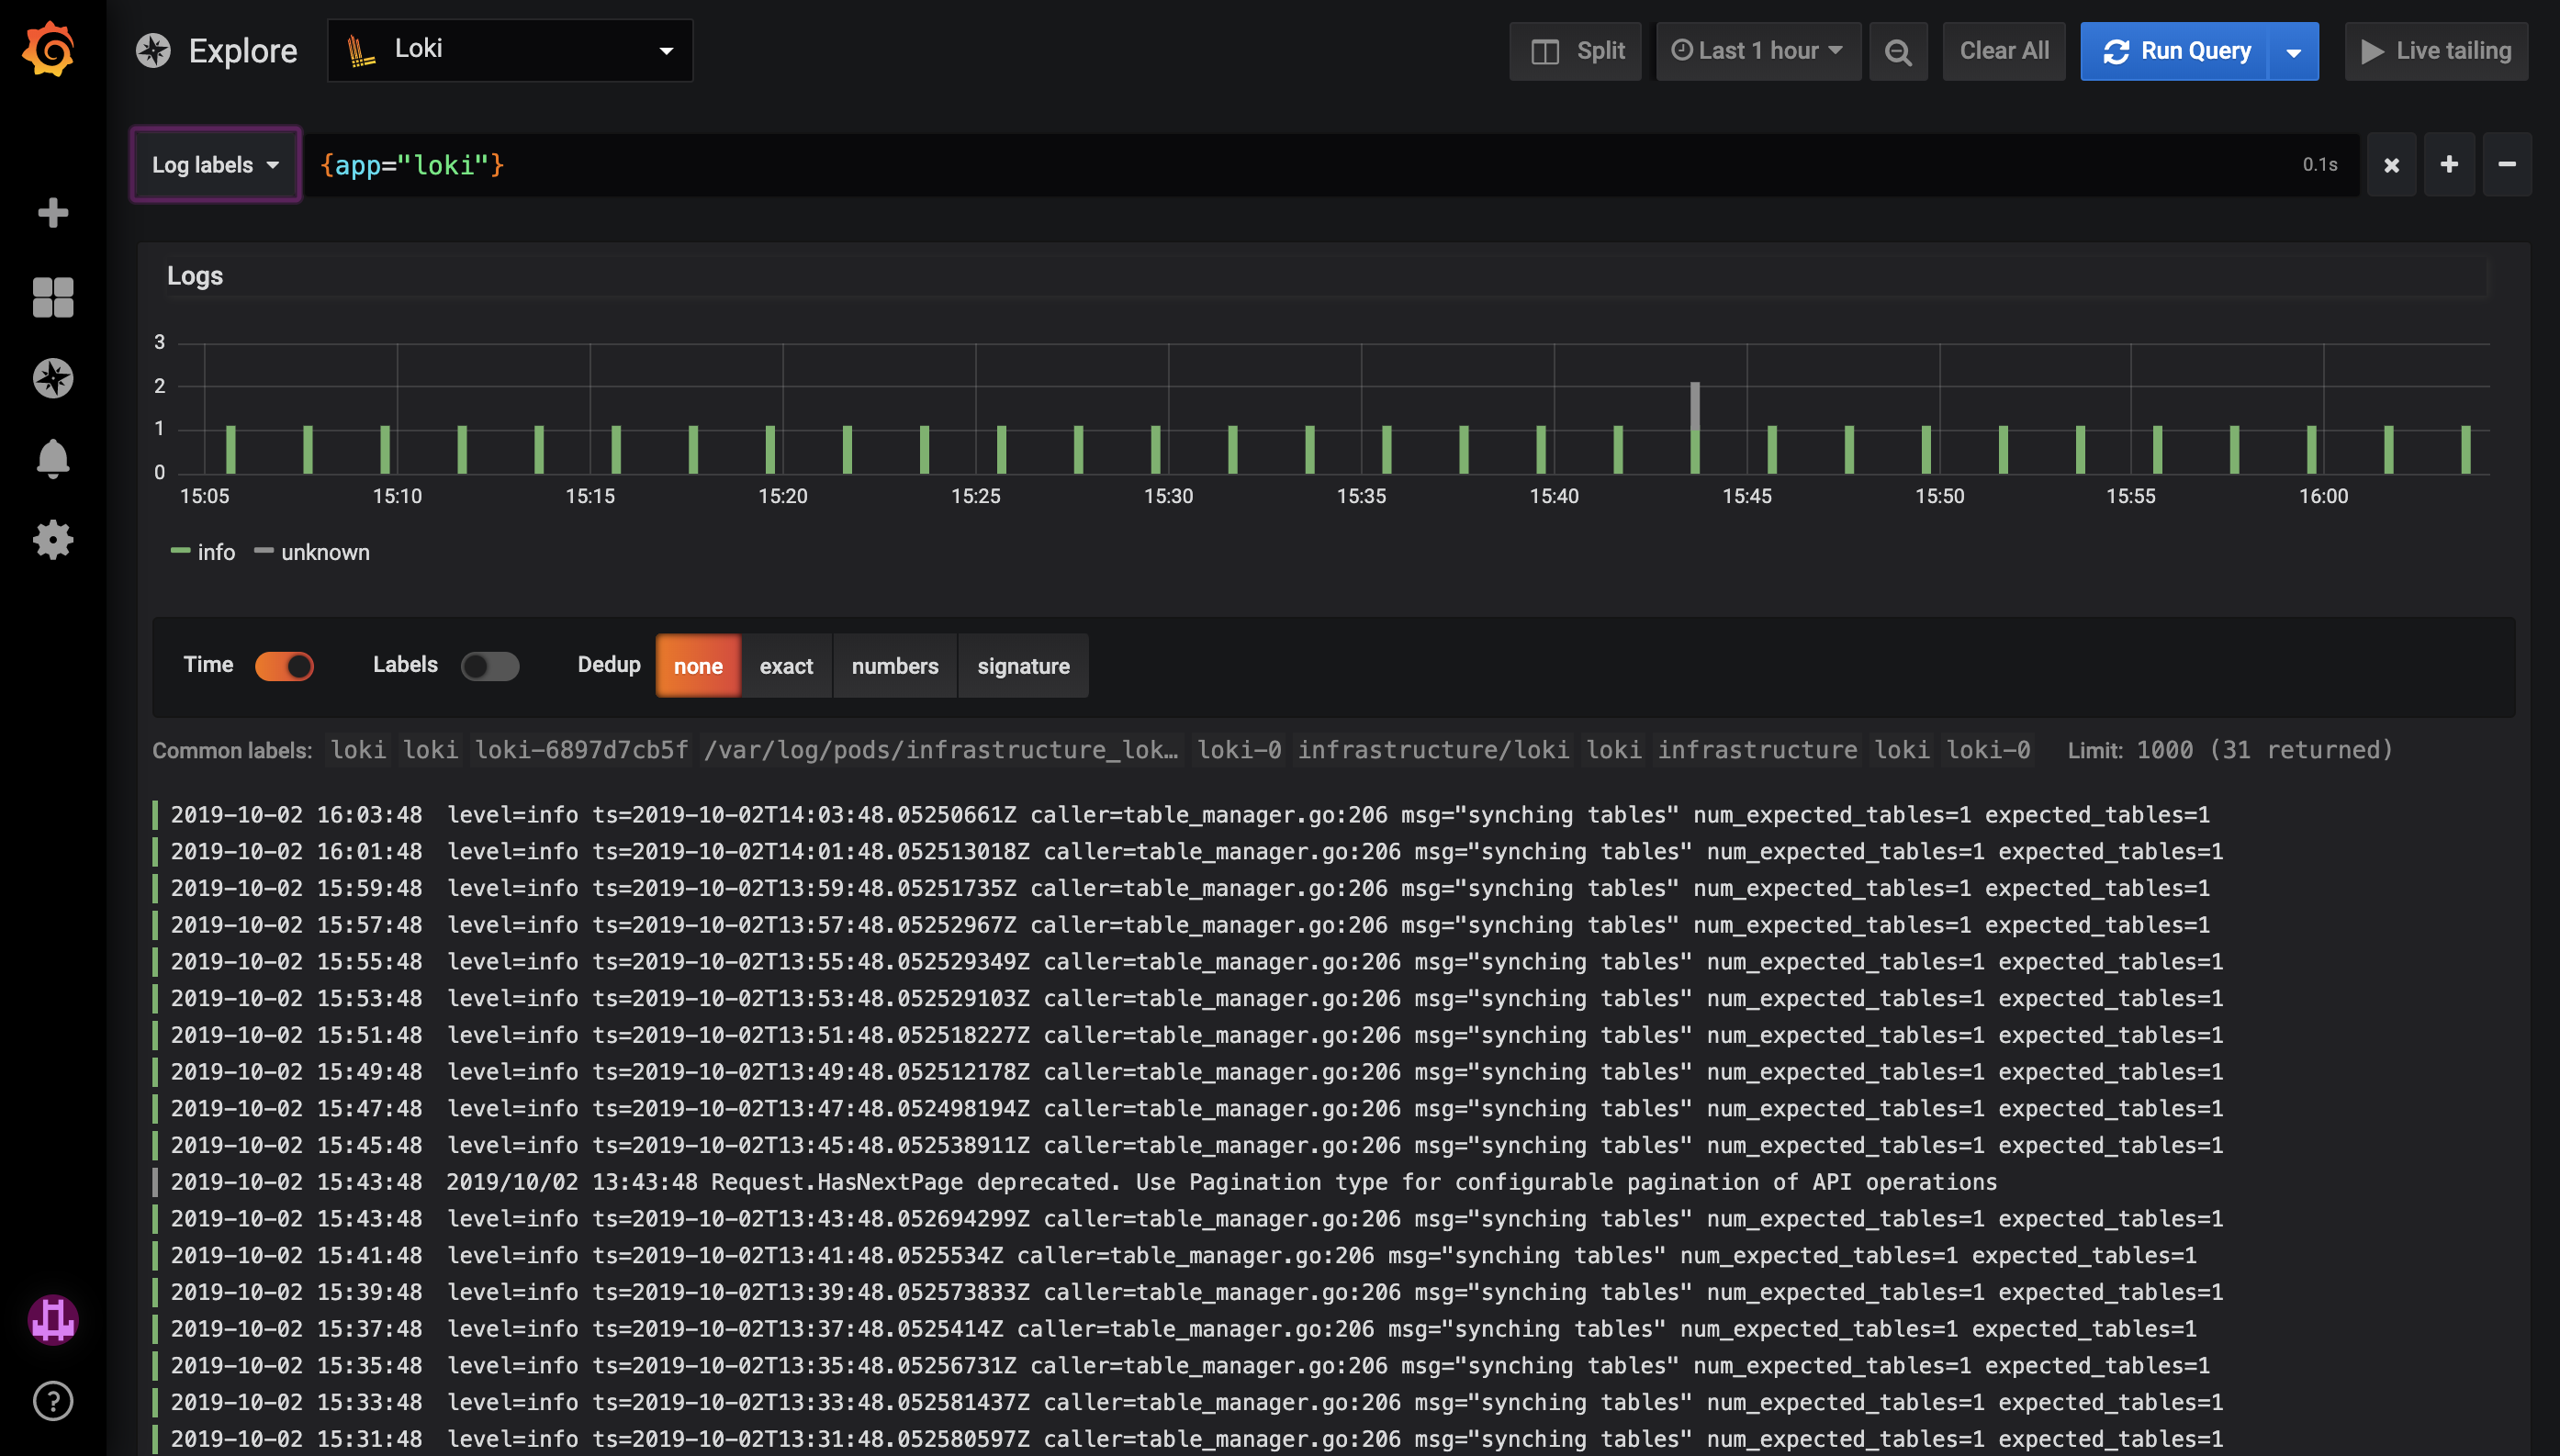 Explore Loki Split Last 1 hour Clear All Run Query Live tailing
Log labels {app="loki"} 0.1s
Logs
3
2
1
0
15:05 15:10 15:15 15:20 15:25 15:30 15:35 15:40 15:45 15:50 15:55 16:00
info unknown
Time Labels Dedup none exact numbers signature
Common labels: loki loki loki-6897d7cb5f /var/log/pods/infrastructure_lok… loki-0 infrastructure/loki loki infrastructure loki loki-0 Limit: 1000 (31 returned)
2019-10-02 16:03:48 level=info ts=2019-10-02T14:03:48.05250661Z caller=table_manager.go:206 msg="synching tables" num_expected_tables=1 expected_tables=1
2019-10-02 16:01:48 level=info ts=2019-10-02T14:01:48.052513018Z caller=table_manager.go:206 msg="synching tables" num_expected_tables=1 expected_tables=1
2019-10-02 15:59:48 level=info ts=2019-10-02T13:59:48.05251735Z caller=table_manager.go:206 msg="synching tables" num_expected_tables=1 expected_tables=1
2019-10-02 15:57:48 level=info ts=2019-10-02T13:57:48.05252967Z caller=table_manager.go:206 msg="synching tables" num_expected_tables=1 expected_tables=1
2019-10-02 15:55:48 level=info ts=2019-10-02T13:55:48.052529349Z caller=table_manager.go:206 msg="synching tables" num_expected_tables=1 expected_tables=1
2019-10-02 15:53:48 level=info ts=2019-10-02T13:53:48.052529103Z caller=table_manager.go:206 msg="synching tables" num_expected_tables=1 expected_tables=1
2019-10-02 15:51:48 level=info ts=2019-10-02T13:51:48.052518227Z caller=table_manager.go:206 msg="synching tables" num_expected_tables=1 expected_tables=1
2019-10-02 15:49:48 level=info ts=2019-10-02T13:49:48.052512178Z caller=table_manager.go:206 msg="synching tables" num_expected_tables=1 expected_tables=1
2019-10-02 15:47:48 level=info ts=2019-10-02T13:47:48.052498194Z caller=table_manager.go:206 msg="synching tables" num_expected_tables=1 expected_tables=1
2019-10-02 15:45:48 level=info ts=2019-10-02T13:45:48.052538911Z caller=table_manager.go:206 msg="synching tables" num_expected_tables=1 expected_tables=1
2019-10-02 15:43:48 2019/10/02 13:43:48 Request.HasNextPage deprecated. Use Pagination type for configurable pagination of API operations
2019-10-02 15:43:48 level=info ts=2019-10-02T13:43:48.052694299Z caller=table_manager.go:206 msg="synching tables" num_expected_tables=1 expected_tables=1
2019-10-02 15:41:48 level=info ts=2019-10-02T13:41:48.0525534Z caller=table_manager.go:206 msg="synching tables" num_expected_tables=1 expected_tables=1
2019-10-02 15:39:48 level=info ts=2019-10-02T13:39:48.052573833Z caller=table_manager.go:206 msg="synching tables" num_expected_tables=1 expected_tables=1
2019-10-02 15:37:48 level=info ts=2019-10-02T13:37:48.0525414Z caller=table_manager.go:206 msg="synching tables" num_expected_tables=1 expected_tables=1
2019-10-02 15:35:48 level=info ts=2019-10-02T13:35:48.05256731Z caller=table_manager.go:206 msg="synching tables" num_expected_tables=1 expected_tables=1
2019-10-02 15:33:48 level=info ts=2019-10-02T13:33:48.052581437Z caller=table_manager.go:206 msg="synching tables" num_expected_tables=1 expected_tables=1
2019-10-02 15:31:48 level=info ts=2019-10-02T13:31:48.052580597Z caller=table_manager.go:206 msg="synching tables" num_expected_tables=1 expected_tables=1